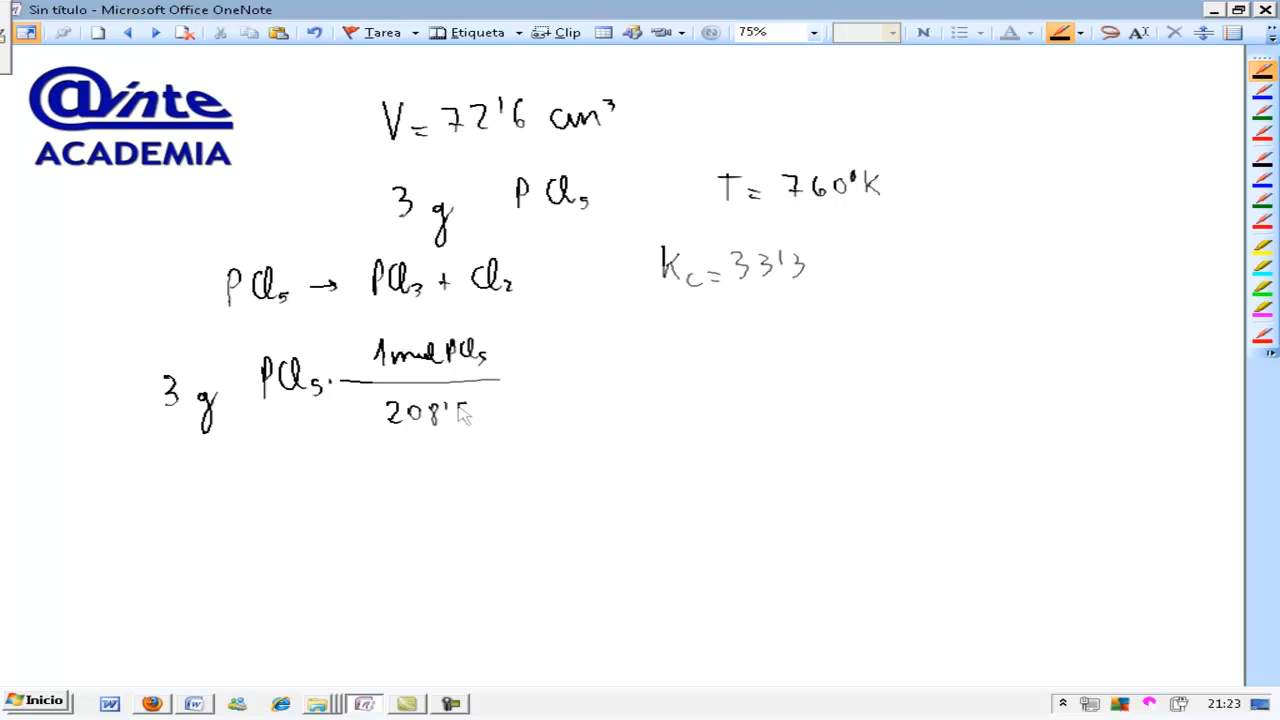 Sin título - Microsoft Office OneNote
Tarea Etiqueta Clip 75% N A
@inte
ACADEMIA
V = 72'6 cm³
3 g PCl₅ T = 760°K
PCl₅ → PCl₃ + Cl₂ Kc = 33'3
3 g PCl₅ · 1 mol PCl₅
208'5
Inicio 21:23